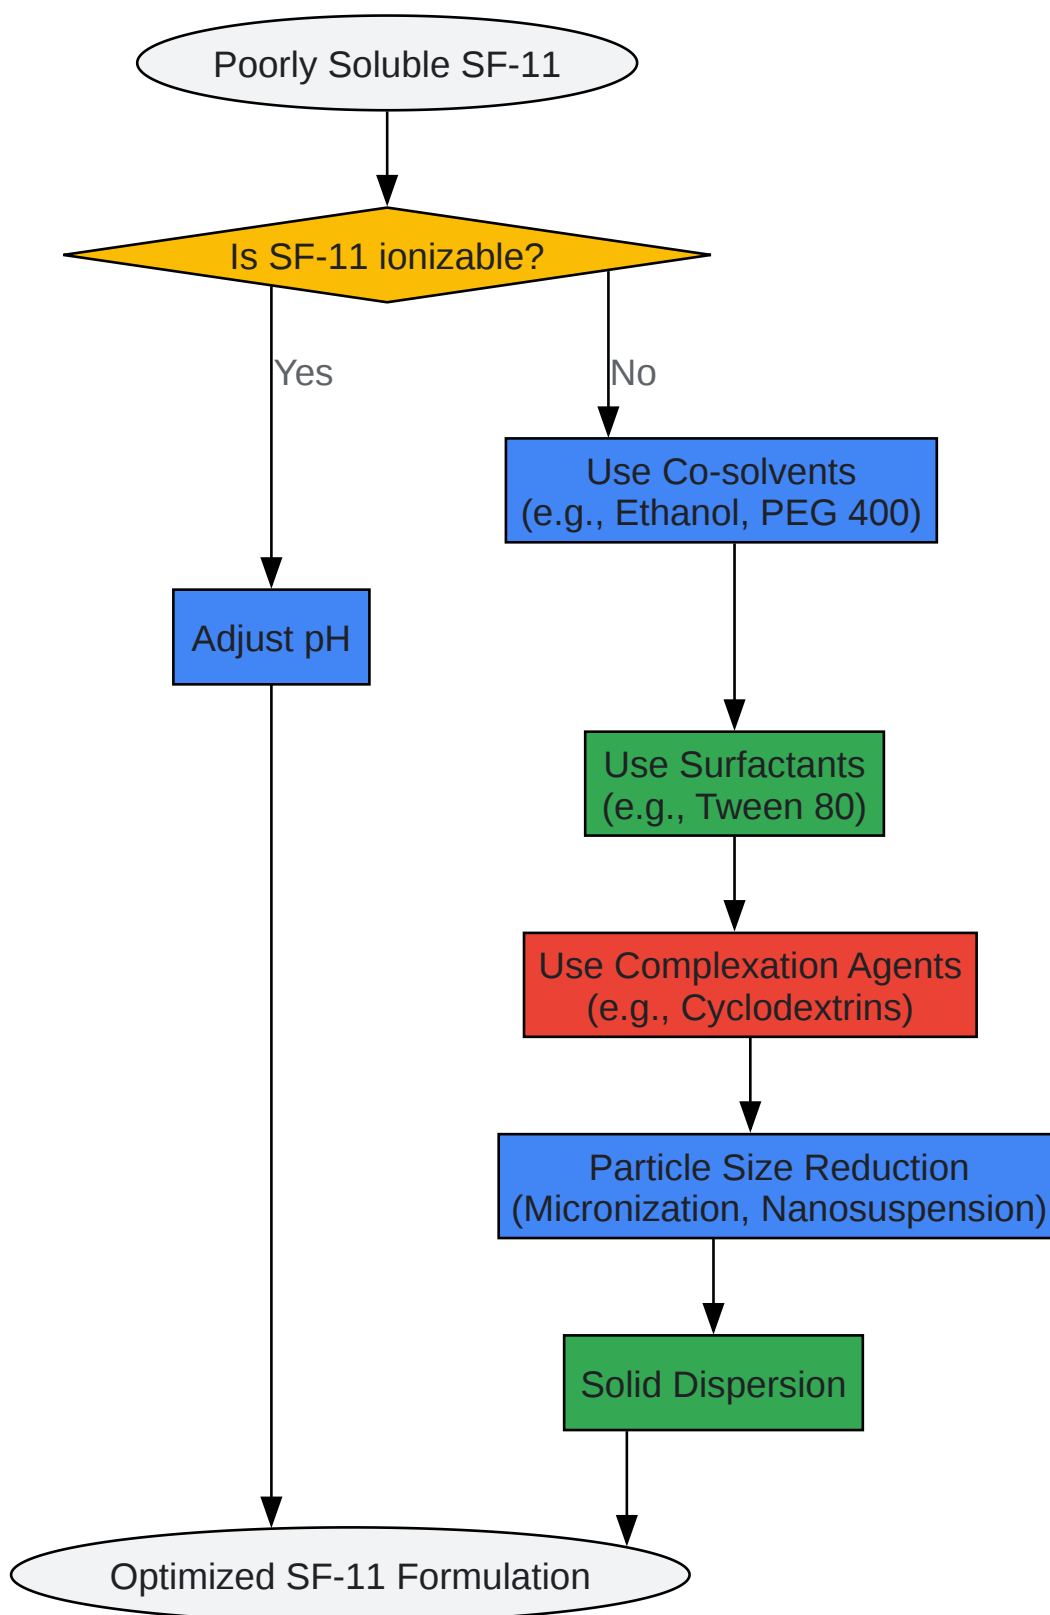 Poorly Soluble SF-11
Is SF-11 ionizable?
Yes
No
Use Co-solvents
(e.g., Ethanol, PEG 400)
Adjust pH
Use Surfactants
(e.g., Tween 80)
Use Complexation Agents
(e.g., Cyclodextrins)
Particle Size Reduction
(Micronization, Nanosuspension)
Solid Dispersion
Optimized SF-11 Formulation